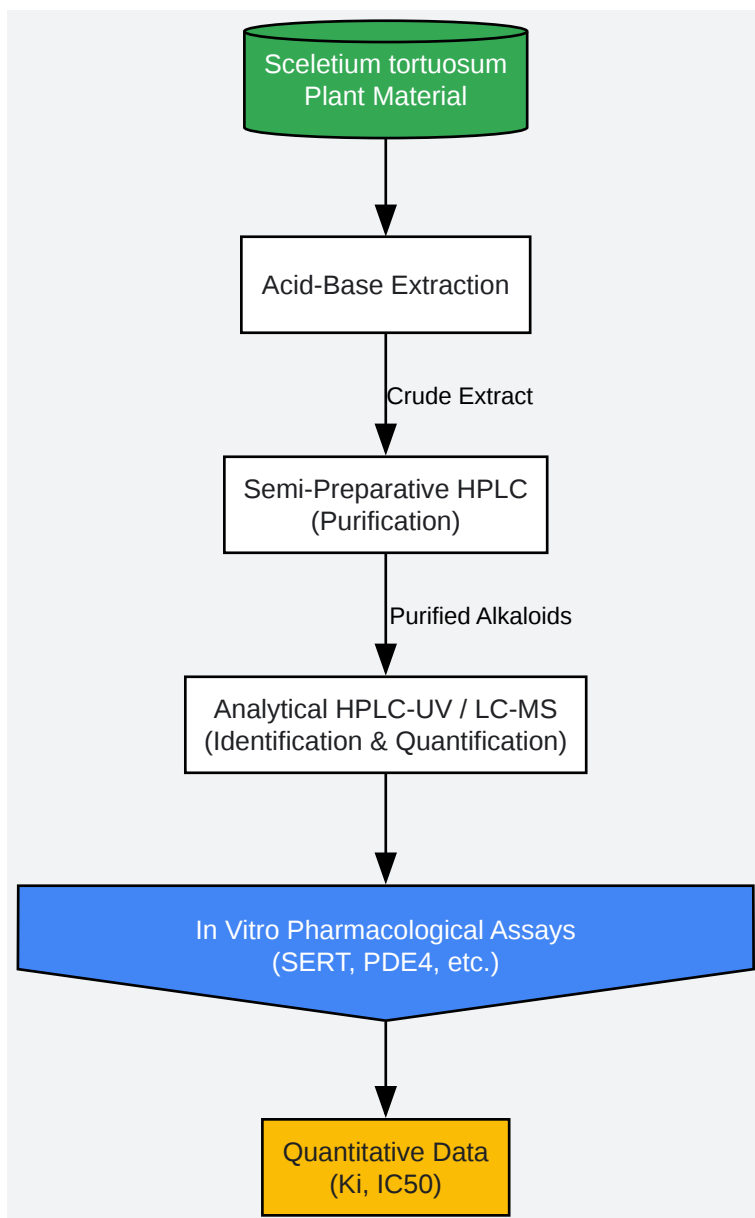 Sceletium tortuosum
Plant Material
Acid-Base Extraction
Crude Extract
Semi-Preparative HPLC
(Purification)
Purified Alkaloids
Analytical HPLC-UV / LC-MS
(Identification & Quantification)
In Vitro Pharmacological Assays
(SERT, PDE4, etc.)
Quantitative Data
(Ki, IC50)